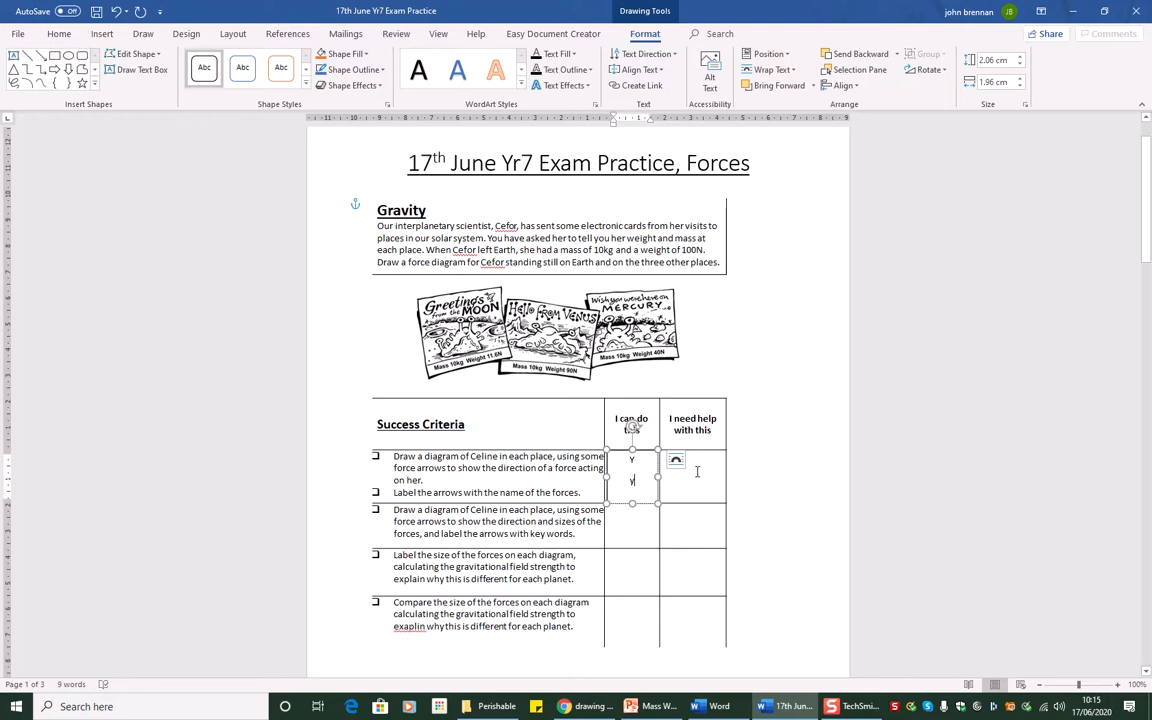 AutoSave Off 17th June Yr7 Exam Practice Drawing Tools john brennan JB
File Home Insert Draw Design Layout References Mailings Review View Help Easy Document Creator Format Search Share Comments
Edit Shape
Draw Text Box
Insert Shapes
Abc Abc Abc
Shape Fill
Shape Outline
Shape Effects
Shape Styles
A A A
Text Fill
Text Outline
Text Effects
WordArt Styles
Text Direction
Align Text
Create Link
Text
Alt
Text
Accessibility
Position
Wrap Text
Bring Forward
Send Backward
Selection Pane
Align
Group
Rotate
Arrange
2.06 cm
1.96 cm
Size
17th June Yr7 Exam Practice, Forces
Gravity
Our interplanetary scientist, Cefor, has sent some electronic cards from her visits to
places in our solar system. You have asked her to tell you her weight and mass at
each place. When Cefor left Earth, she had a mass of 10kg and a weight of 100N.
Draw a force diagram for Cefor standing still on Earth and on the three other places.
Greetings
from the MOON
Mass 10kg Weight 11.6N
Hello From VENUS
Mass 10kg Weight 90N
Wish you were here on
MERCURY...
Mass 10kg Weight 40N
Success Criteria
I can do
this
I need help
with this
Draw a diagram of Celine in each place, using some
force arrows to show the direction of a force acting
on her.
Label the arrows with the name of the forces.
Y
y
Draw a diagram of Celine in each place, using some
force arrows to show the direction and sizes of the
forces, and label the arrows with key words.
Label the size of the forces on each diagram,
calculating the gravitational field strength to
explain why this is different for each planet.
Compare the size of the forces on each diagram
calculating the gravitational field strength to
exaplin why this is different for each planet.
Page 1 of 3 9 words 100%
Search here
Perishable
drawing ...
Mass W...
Word
17th Jun...
TechSmi...
10:15
17/06/2020